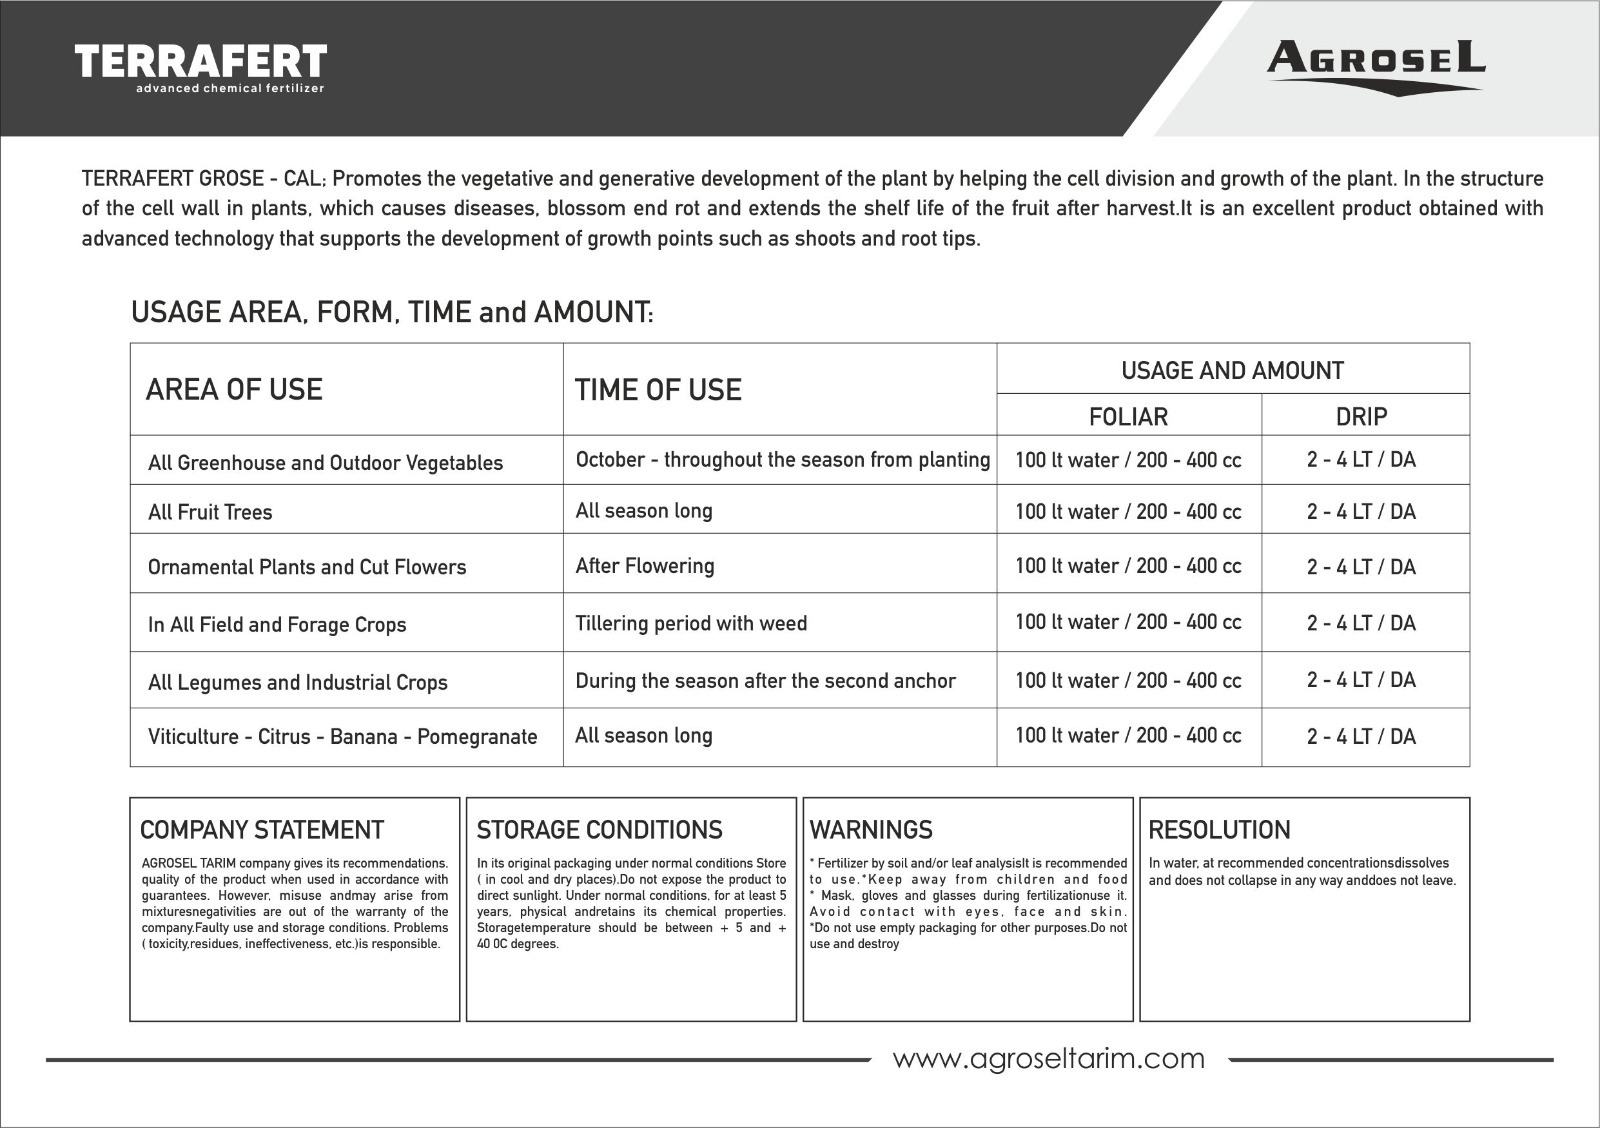 TERRAFERT
advanced chemical fertilizer
AGROSEL
TERRAFERT GROSE - CAL; Promotes the vegetative and generative development of the plant by helping the cell division and growth of the plant. In the structure
of the cell wall in plants, which causes diseases, blossom end rot and extends the shelf life of the fruit after harvest.It is an excellent product obtained with
advanced technology that supports the development of growth points such as shoots and root tips.
USAGE AREA, FORM, TIME and AMOUNT:
AREA OF USE
TIME OF USE
USAGE AND AMOUNT
FOLIAR
DRIP
All Greenhouse and Outdoor Vegetables
October - throughout the season from planting
100 lt water / 200 - 400 cc
2 - 4 LT / DA
All Fruit Trees
All season long
100 lt water / 200 - 400 cc
2 - 4 LT / DA
Ornamental Plants and Cut Flowers
After Flowering
100 lt water / 200 - 400 cc
2 - 4 LT / DA
In All Field and Forage Crops
Tillering period with weed
100 lt water / 200 - 400 cc
2 - 4 LT / DA
All Legumes and Industrial Crops
During the season after the second anchor
100 lt water / 200 - 400 cc
2 - 4 LT / DA
Viticulture - Citrus - Banana - Pomegranate
All season long
100 lt water / 200 - 400 cc
2 - 4 LT / DA
COMPANY STATEMENT
AGROSEL TARIM company gives its recommendations.
quality of the product when used in accordance with
guarantees. However, misuse andmay arise from
mixturesnegativities are out of the warranty of the
company.Faulty use and storage conditions. Problems
( toxicity,residues, ineffectiveness, etc.)is responsible.
STORAGE CONDITIONS
In its original packaging under normal conditions Store
( in cool and dry places).Do not expose the product to
direct sunlight. Under normal conditions, for at least 5
years, physical andretains its chemical properties.
Storagetemperature should be between + 5 and +
40 0C degrees.
WARNINGS
* Fertilizer by soil and/or leaf analysisIt is recommended
to use.*Keep away from children and food
* Mask, gloves and glasses during fertilizationuse it.
Avoid contact with eyes, face and skin.
*Do not use empty packaging for other purposes.Do not
use and destroy
RESOLUTION
In water, at recommended concentrationsdissolves
and does not collapse in any way anddoes not leave.
www.agroseltarim.com